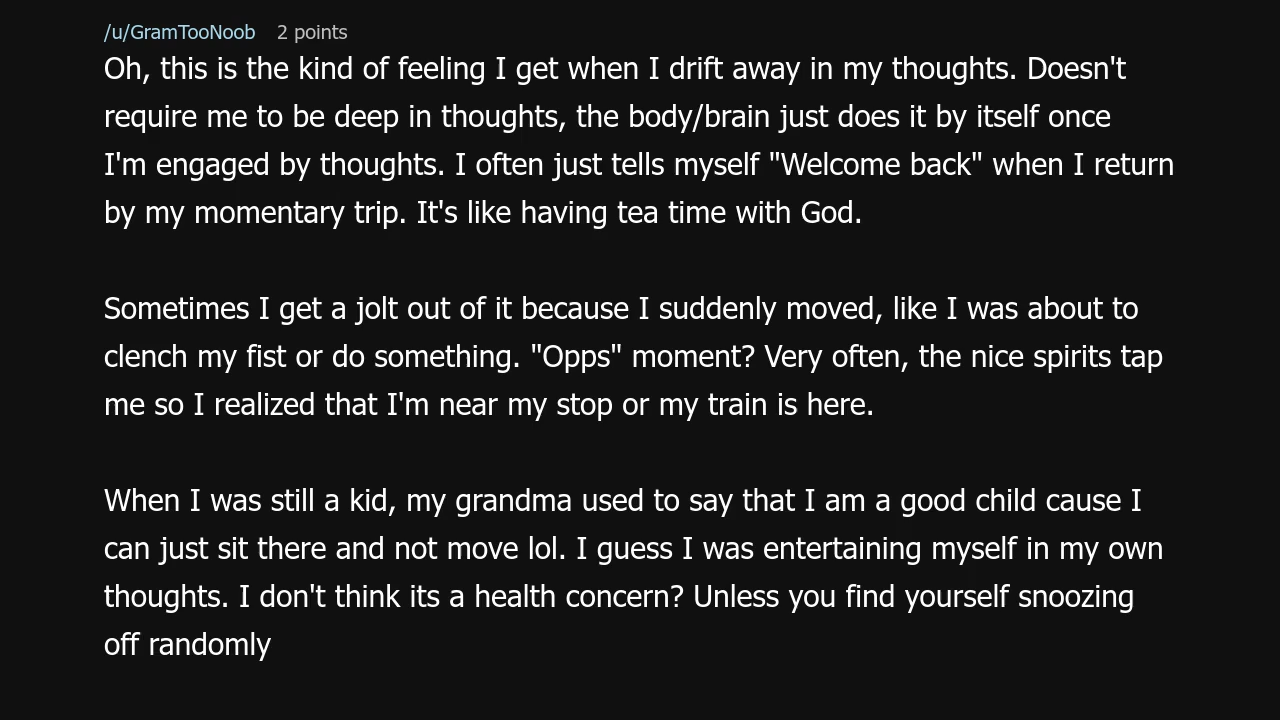 /u/GramTooNoob 2 points
Oh, this is the kind of feeling I get when I drift away in my thoughts. Doesn't
require me to be deep in thoughts, the body/brain just does it by itself once
I'm engaged by thoughts. I often just tells myself "Welcome back" when I return
by my momentary trip. It's like having tea time with God.
Sometimes I get a jolt out of it because I suddenly moved, like I was about to
clench my fist or do something. "Opps" moment? Very often, the nice spirits tap
me so I realized that I'm near my stop or my train is here.
When I was still a kid, my grandma used to say that I am a good child cause I
can just sit there and not move lol. I guess I was entertaining myself in my own
thoughts. I don't think its a health concern? Unless you find yourself snoozing
off randomly